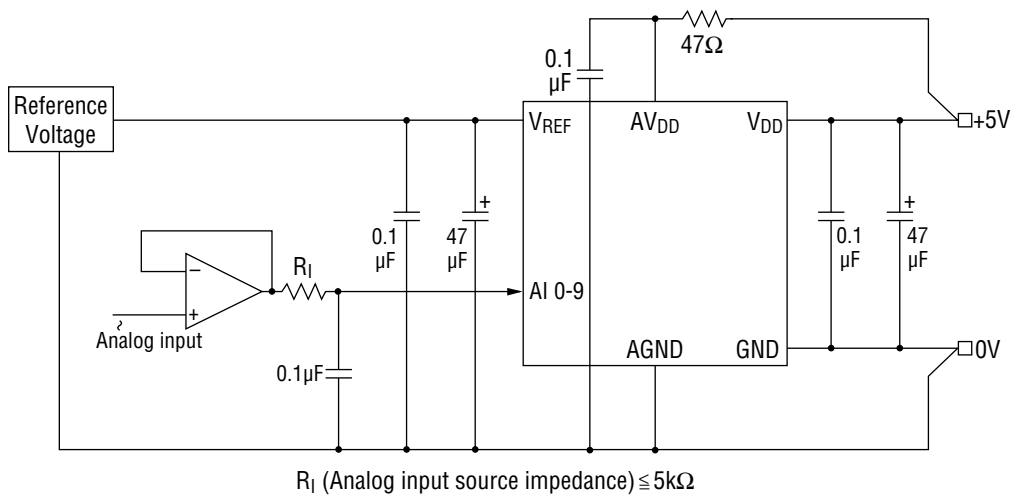 0.1
µF
47Ω
Reference
Voltage
V_REF
AV_DD
V_DD
+5V
0.1
µF
+
47
µF
0.1
µF
+
47
µF
−
+
R_I
AI 0-9
Analog input
0.1µF
AGND
GND
0V
R_I (Analog input source impedance) ≦ 5kΩ